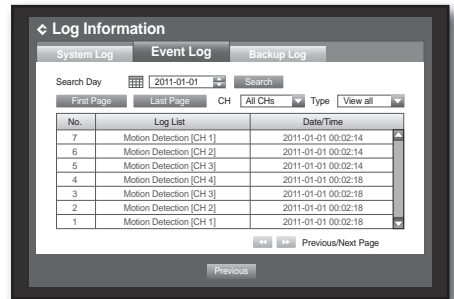 Log Information
System Log Event Log Backup Log
Search Day 2011-01-01 Search
First Page Last Page CH All CHs Type View all
No. Log List Date/Time
7 Motion Detection [CH 1] 2011-01-01 00:02:14
6 Motion Detection [CH 2] 2011-01-01 00:02:14
5 Motion Detection [CH 3] 2011-01-01 00:02:14
4 Motion Detection [CH 4] 2011-01-01 00:02:18
3 Motion Detection [CH 3] 2011-01-01 00:02:18
2 Motion Detection [CH 2] 2011-01-01 00:02:18
1 Motion Detection [CH 1] 2011-01-01 00:02:18
Previous/Next Page
Previous